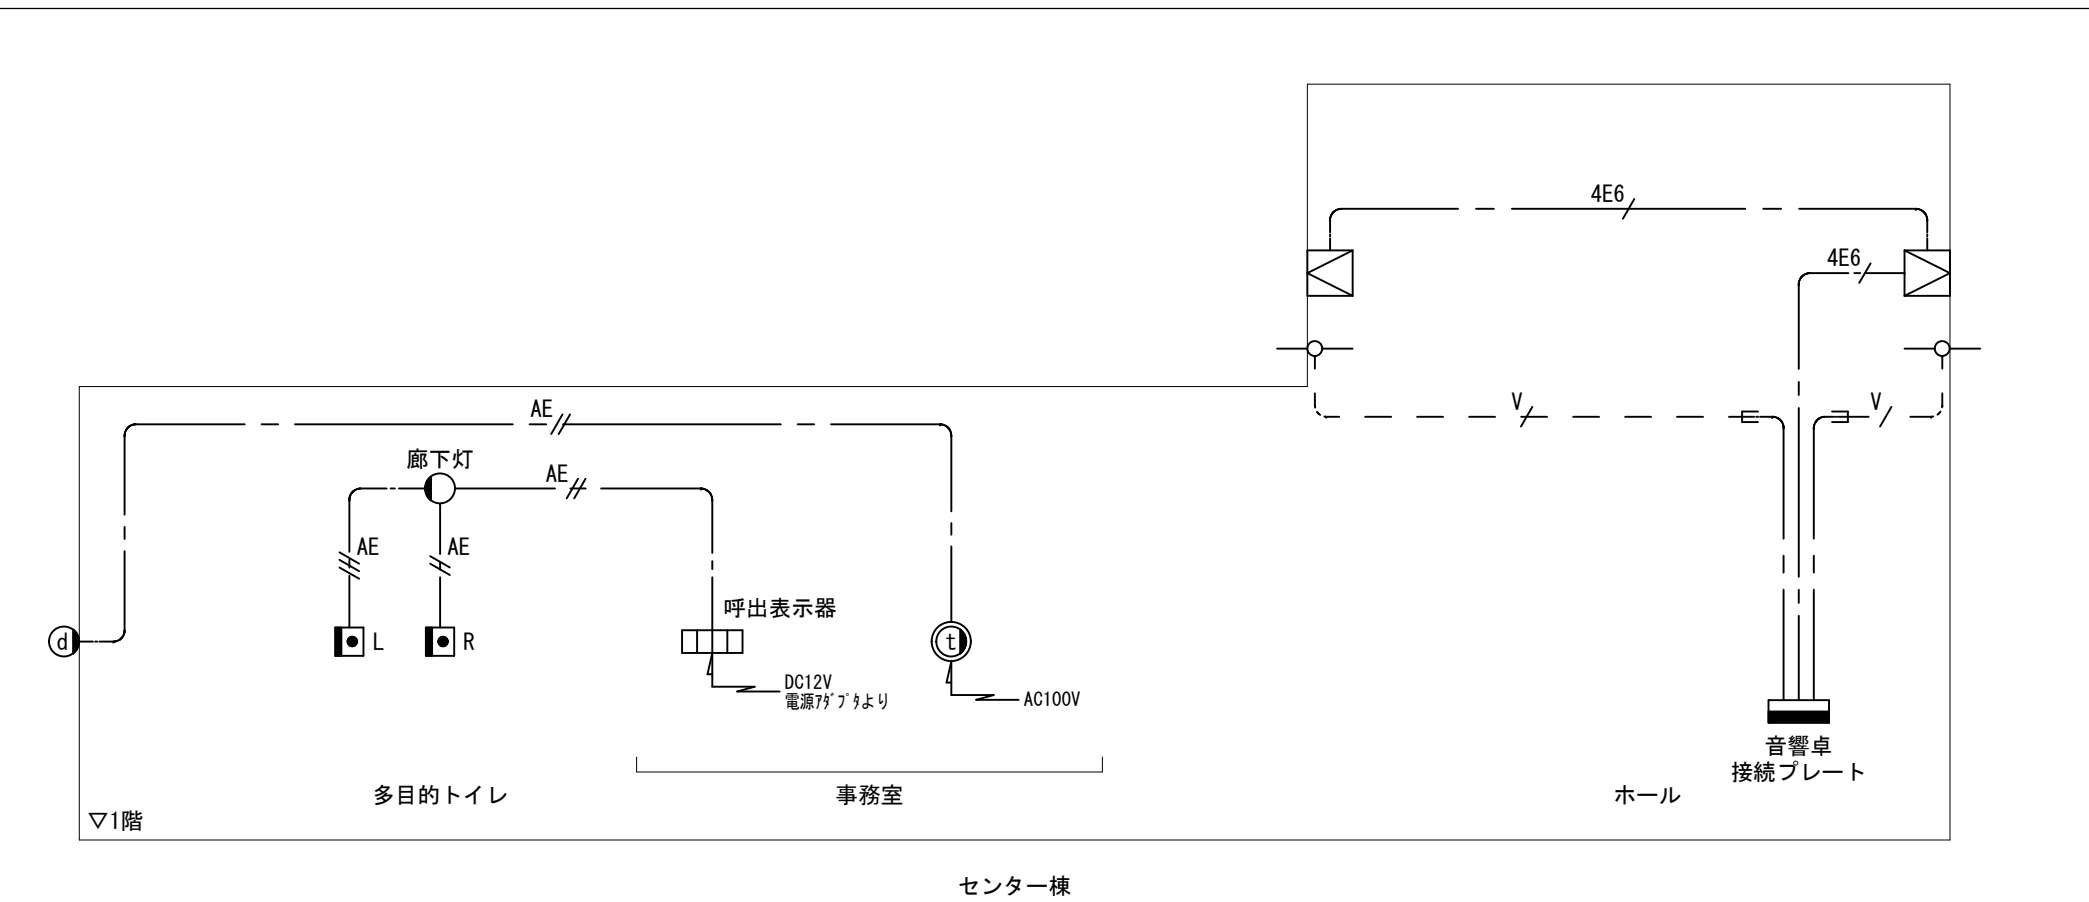 4E6
4E6
AE
V
V
廊下灯
AE
AE
AE
呼出表示器
d
L
R
t
DC12V
電源ｱﾀﾞﾌﾟﾀより
AC100V
音響卓
接続プレート
多目的トイレ
事務室
ホール
▽1階
センター棟